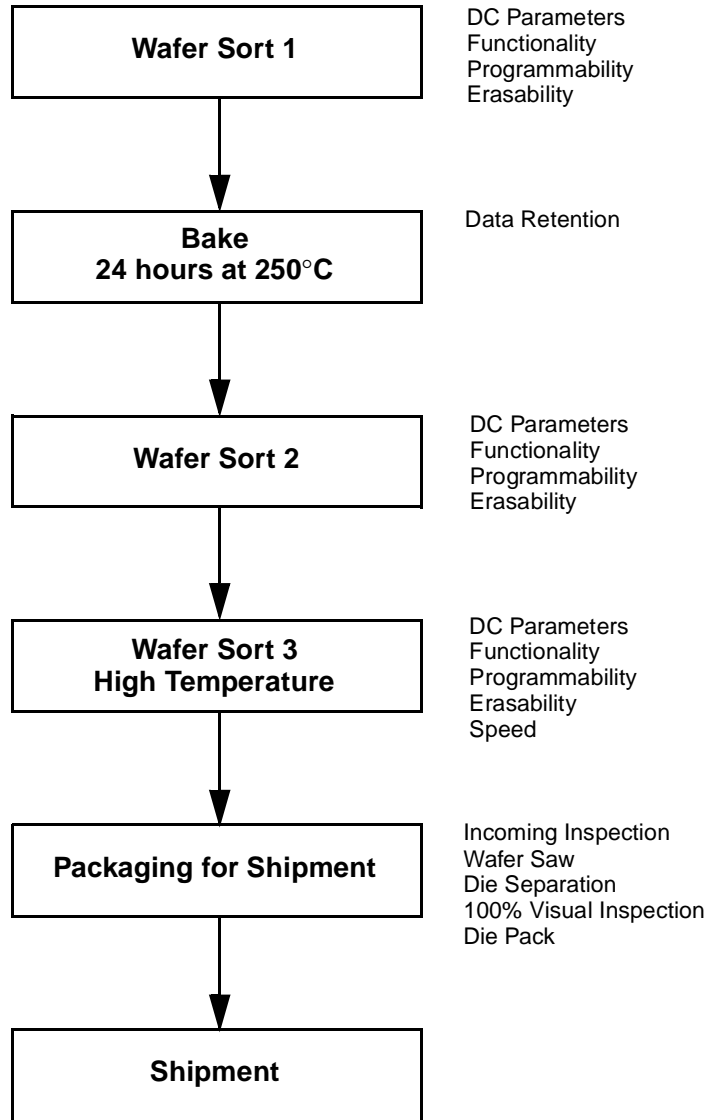 Wafer Sort 1
DC Parameters
Functionality
Programmability
Erasability
Bake
24 hours at 250°C
Data Retention
Wafer Sort 2
DC Parameters
Functionality
Programmability
Erasability
Wafer Sort 3
High Temperature
DC Parameters
Functionality
Programmability
Erasability
Speed
Packaging for Shipment
Incoming Inspection
Wafer Saw
Die Separation
100% Visual Inspection
Die Pack
Shipment